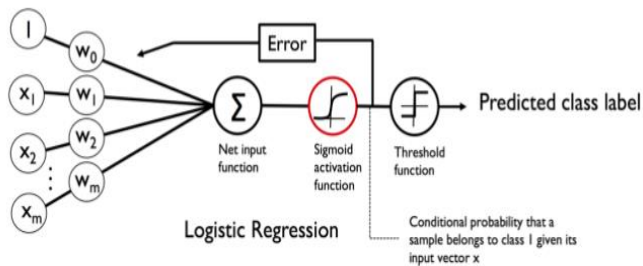 1
w0
Error
x1
w1
Σ
Predicted class label
x2
w2
⋮
wm
xm
Net input
function
Sigmoid
activation
function
Threshold
function
Logistic Regression
Conditional probability that a
sample belongs to class 1 given its
input vector x